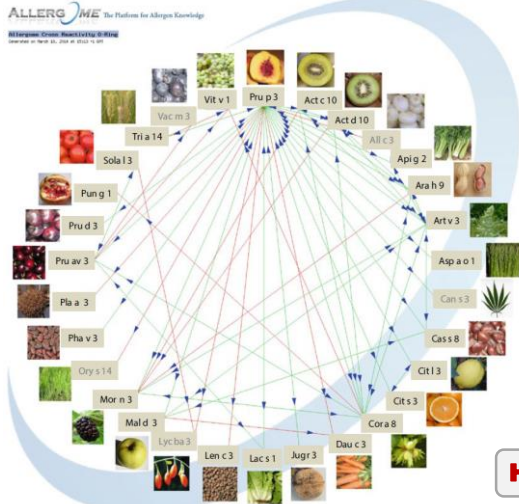 ALLERGOME The Platform for Allergen Knowledge
Allergome Cross Reactivity O-Ring
Pru p 3
Act c 10
Act d 10
All c 3
Api g 2
Ara h 9
Art v 3
Asp a o 1
Can s 3
Cas s 8
Cit l 3
Cit s 3
Cor a 8
Dau c 3
Jug r 3
Lac s 1
Len c 3
Lyc ba 3
Mal d 3
Mor n 3
Ory s 14
Pha v 3
Pla a 3
Pru av 3
Pru d 3
Pun g 1
Sola l 3
Tri a 14
Vac m 3
Vit v 1